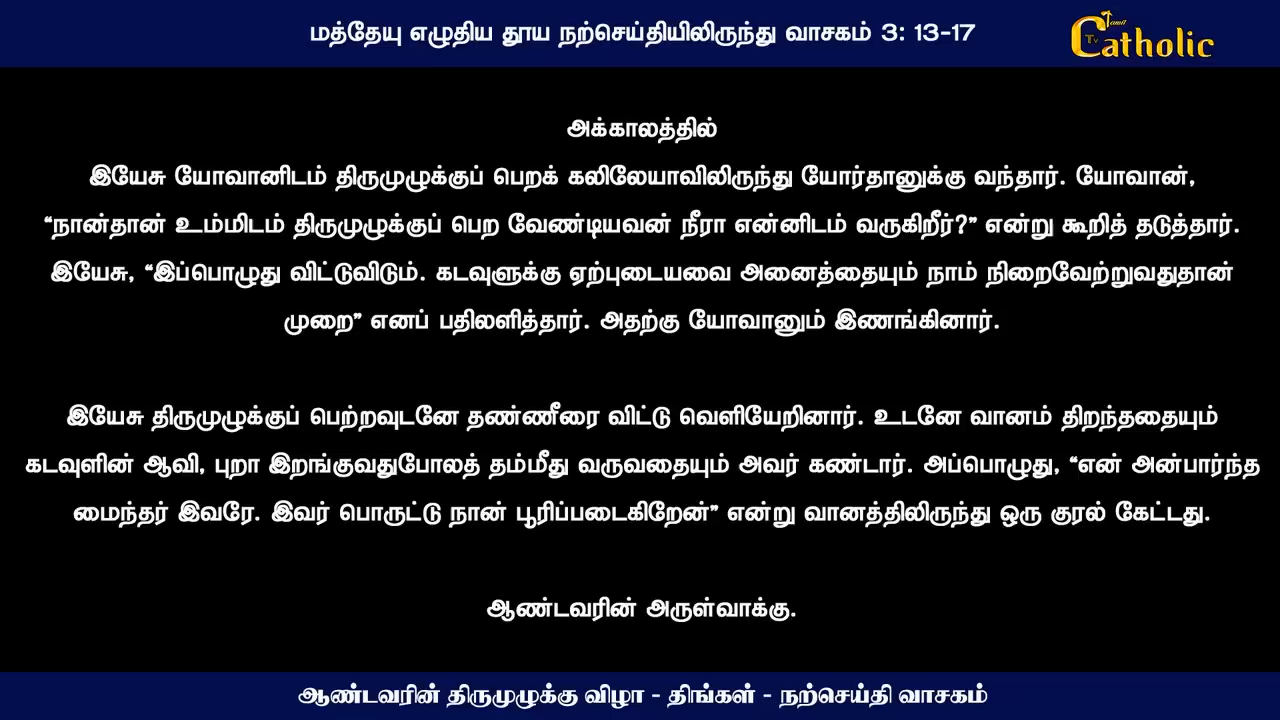 மத்தேயு எழுதிய தூய நற்செய்தியிலிருந்து வாசகம் 3: 13-17
Tamil
Catholic
TV
அக்காலத்தில்
இயேசு யோவானிடம் திருமுழுக்குப் பெறக் கலிலேயாவிலிருந்து யோர்தானுக்கு வந்தார். யோவான்,
“நான்தான் உம்மிடம் திருமுழுக்குப் பெற வேண்டியவன் நீரா என்னிடம் வருகிறீர்?” என்று கூறித் தடுத்தார்.
இயேசு, “இப்பொழுது விட்டுவிடும். கடவுளுக்கு ஏற்புடையவை அனைத்தையும் நாம் நிறைவேற்றுவதுதான்
முறை” எனப் பதிலளித்தார். அதற்கு யோவானும் இணங்கினார்.
இயேசு திருமுழுக்குப் பெற்றவுடனே தண்ணீரை விட்டு வெளியேறினார். உடனே வானம் திறந்ததையும்
கடவுளின் ஆவி, புறா இறங்குவதுபோலத் தம்மீது வருவதையும் அவர் கண்டார். அப்பொழுது, “என் அன்பார்ந்த
மைந்தர் இவரே. இவர் பொருட்டு நான் பூரிப்படைகிறேன்” என்று வானத்திலிருந்து ஒரு குரல் கேட்டது.
ஆண்டவரின் அருள்வாக்கு.
ஆண்டவரின் திருமுழுக்கு விழா - திங்கள் - நற்செய்தி வாசகம்